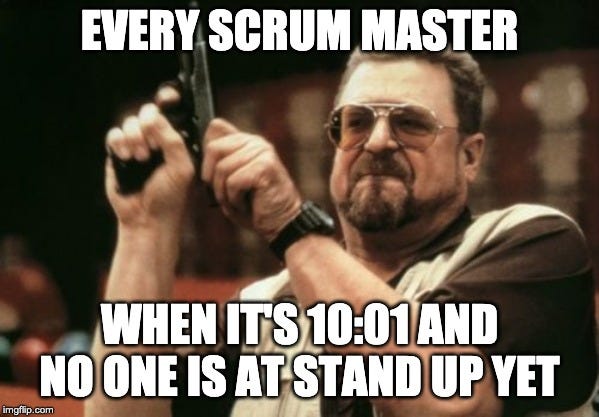 EVERY SCRUM MASTER
WHEN IT'S 10:01 AND
NO ONE IS AT STAND UP YET
imgflip.com